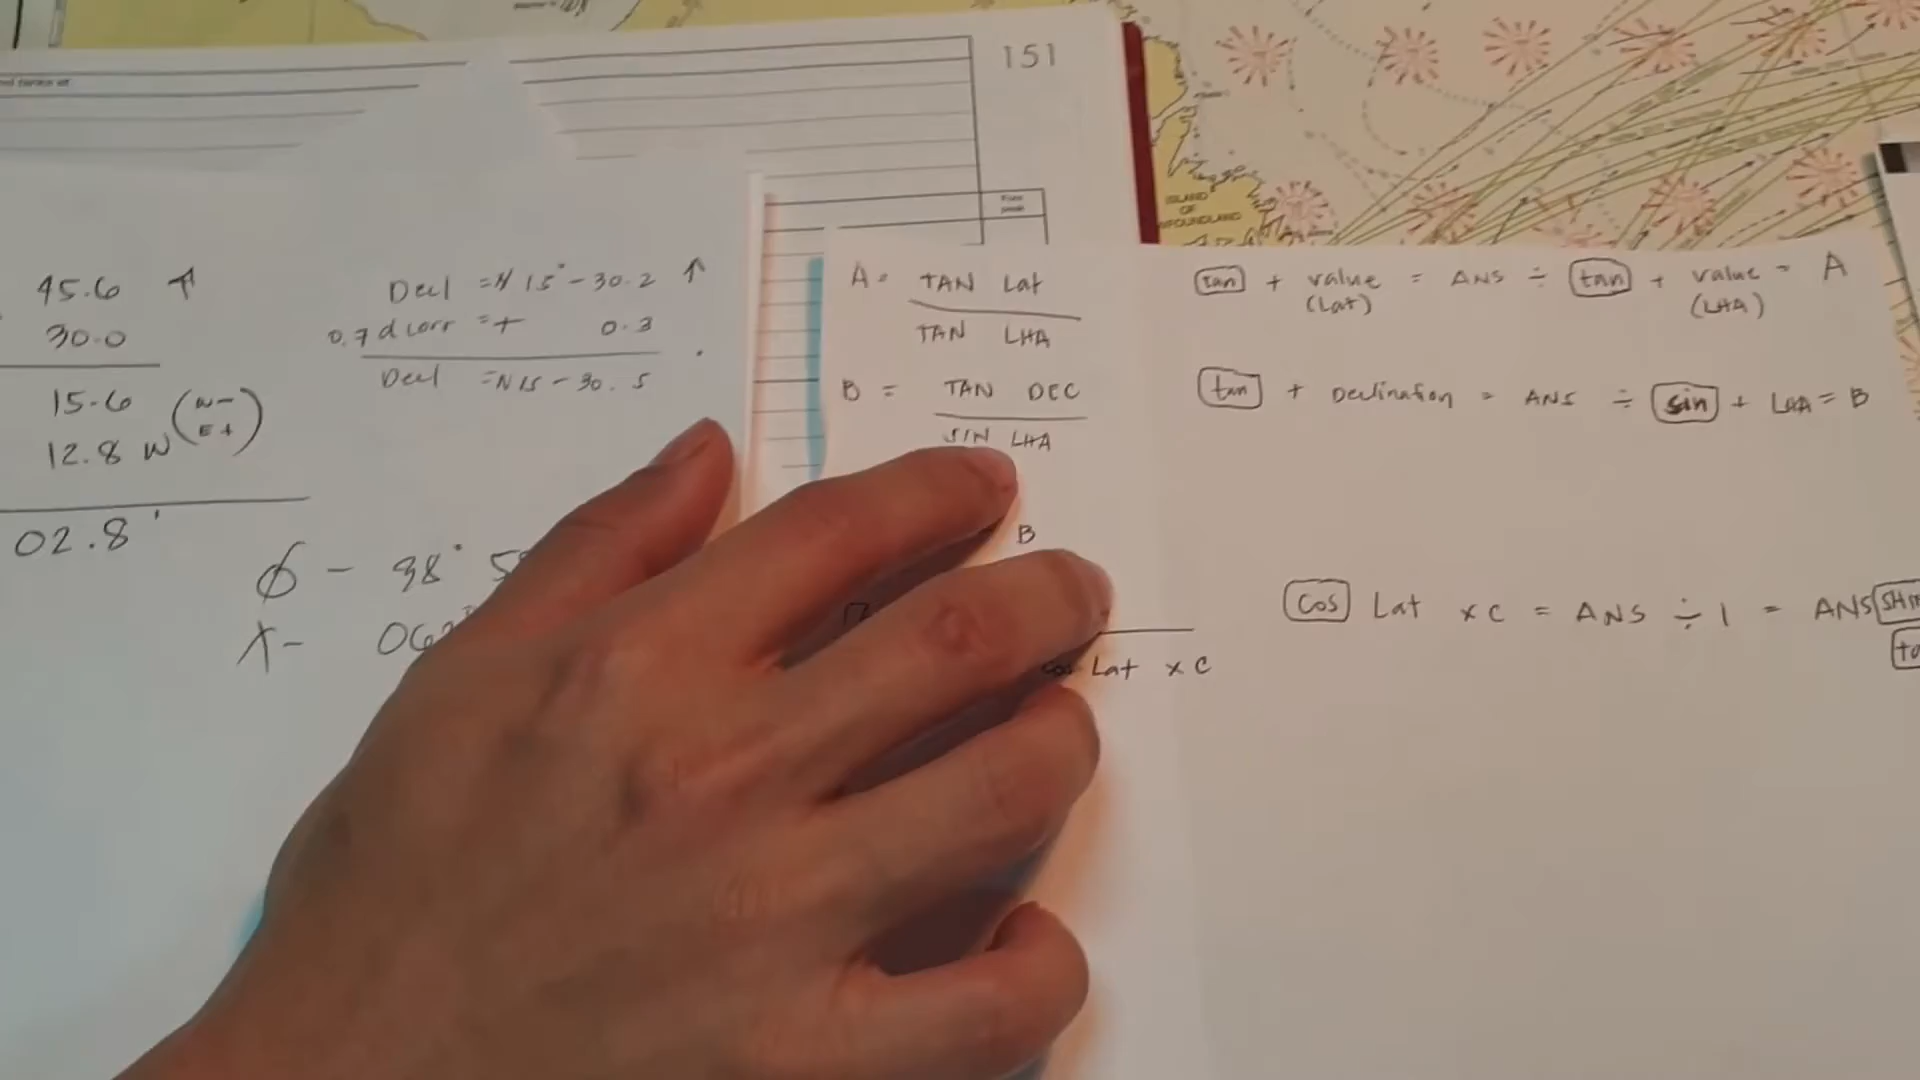 151
45.6 ↑
30.0
15.6 (W-
E+)
12.8 W
02.8'
Decl = N 15° - 30.2 ↑
0.7 d corr = + 0.3
Decl = N 15 - 30.5
ϕ - 38°
λ -
A = TAN Lat
TAN LHA
B = TAN DEC
SIN LHA
B
Lat x C
tan + value = ANS ÷ tan + value = A
(Lat) (LHA)
tan + Declination = ANS ÷ sin + LHA = B
cos Lat x C = ANS ÷ 1 = ANS
ISLAND
OF